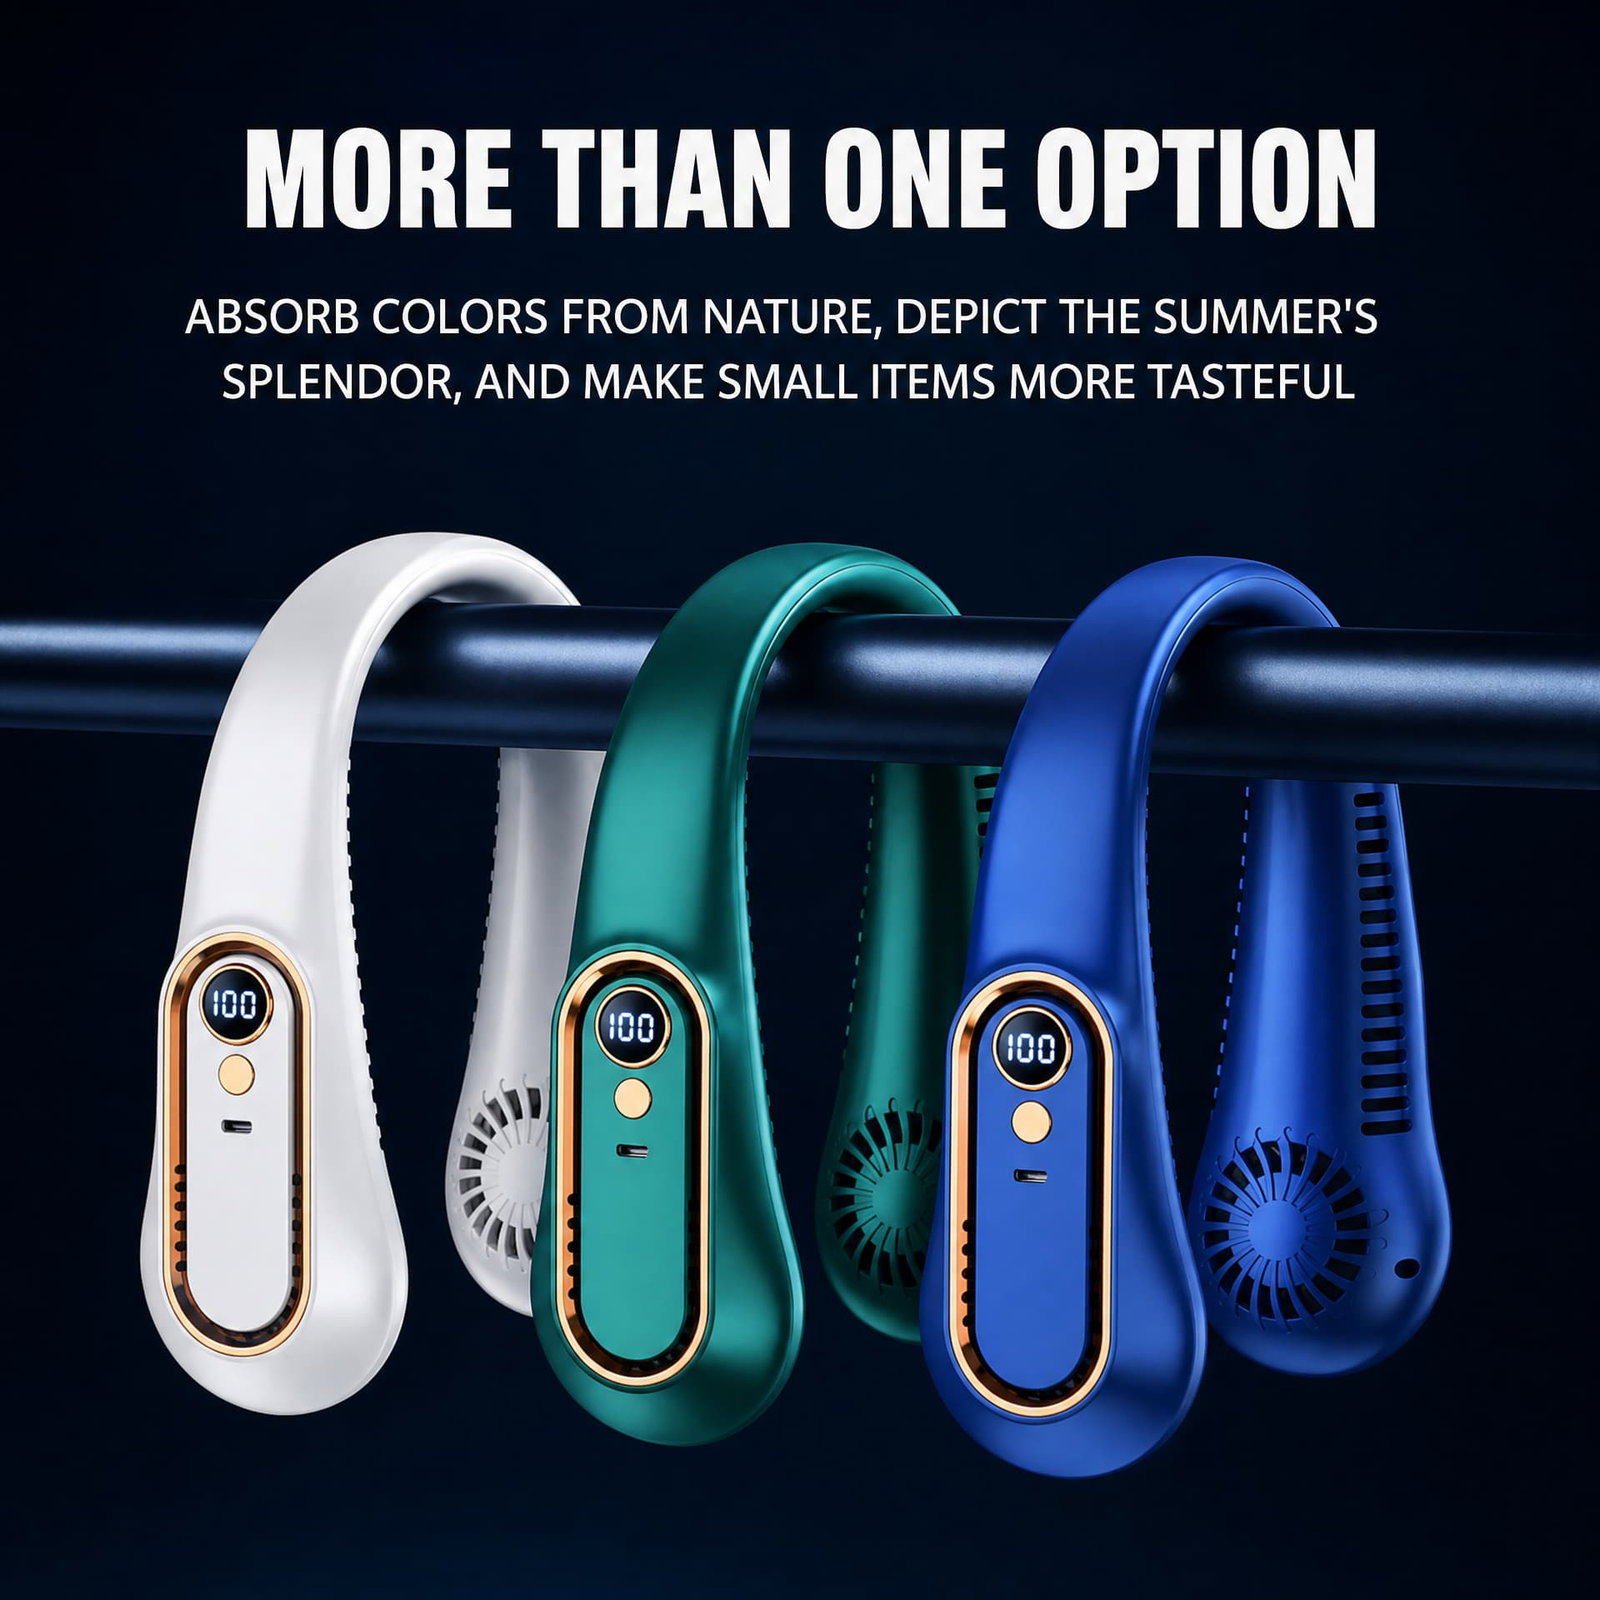 MORE THAN ONE OPTION
ABSORB COLORS FROM NATURE, DEPICT THE SUMMER'S
SPLENDOR, AND MAKE SMALL ITEMS MORE TASTEFUL
100
100
100